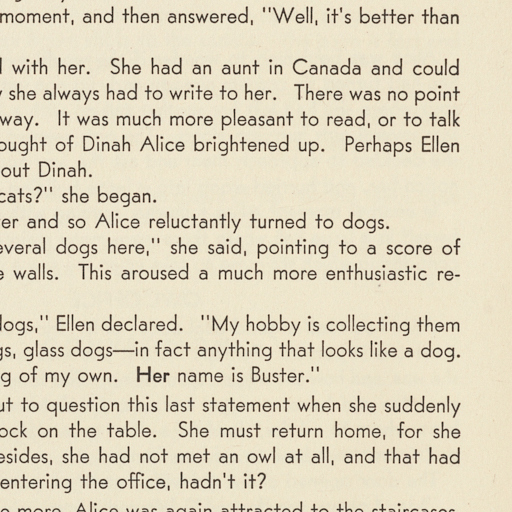 moment, and then answered, "Well, it's better than
with her. She had an aunt in Canada and could
she always had to write to her. There was no point
way. It was much more pleasant to read, or to talk
ought of Dinah Alice brightened up. Perhaps Ellen
out Dinah.
cats?" she began.
er and so Alice reluctantly turned to dogs.
everal dogs here," she said, pointing to a score of
walls. This aroused a much more enthusiastic re-
dogs," Ellen declared. "My hobby is collecting them
gs, glass dogs—in fact anything that looks like a dog.
g of my own. Her name is Buster."
ut to question this last statement when she suddenly
ock on the table. She must return home, for she
esides, she had not met an owl at all, and that had
entering the office, hadn't it?
more, Alice was again attracted to the staircases,